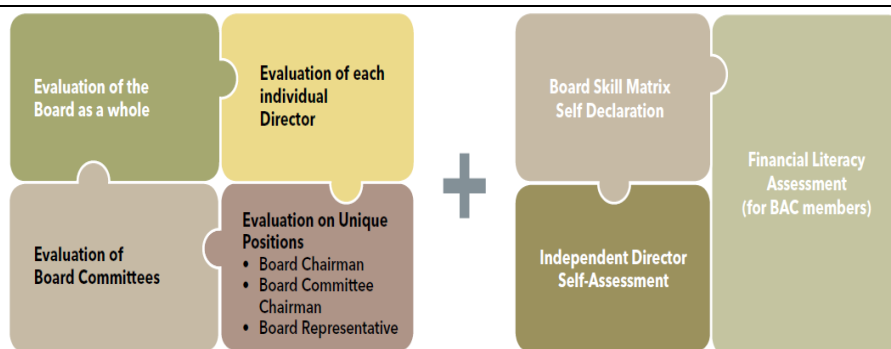 Evaluation of the
Board as a whole
Evaluation of each
individual
Director
Evaluation of
Board Committees
Evaluation on Unique
Positions
• Board Chairman
• Board Committee
Chairman
• Board Representative
+
Board Skill Matrix
Self Declaration
Independent Director
Self-Assessment
Financial Literacy
Assessment
(for BAC members)